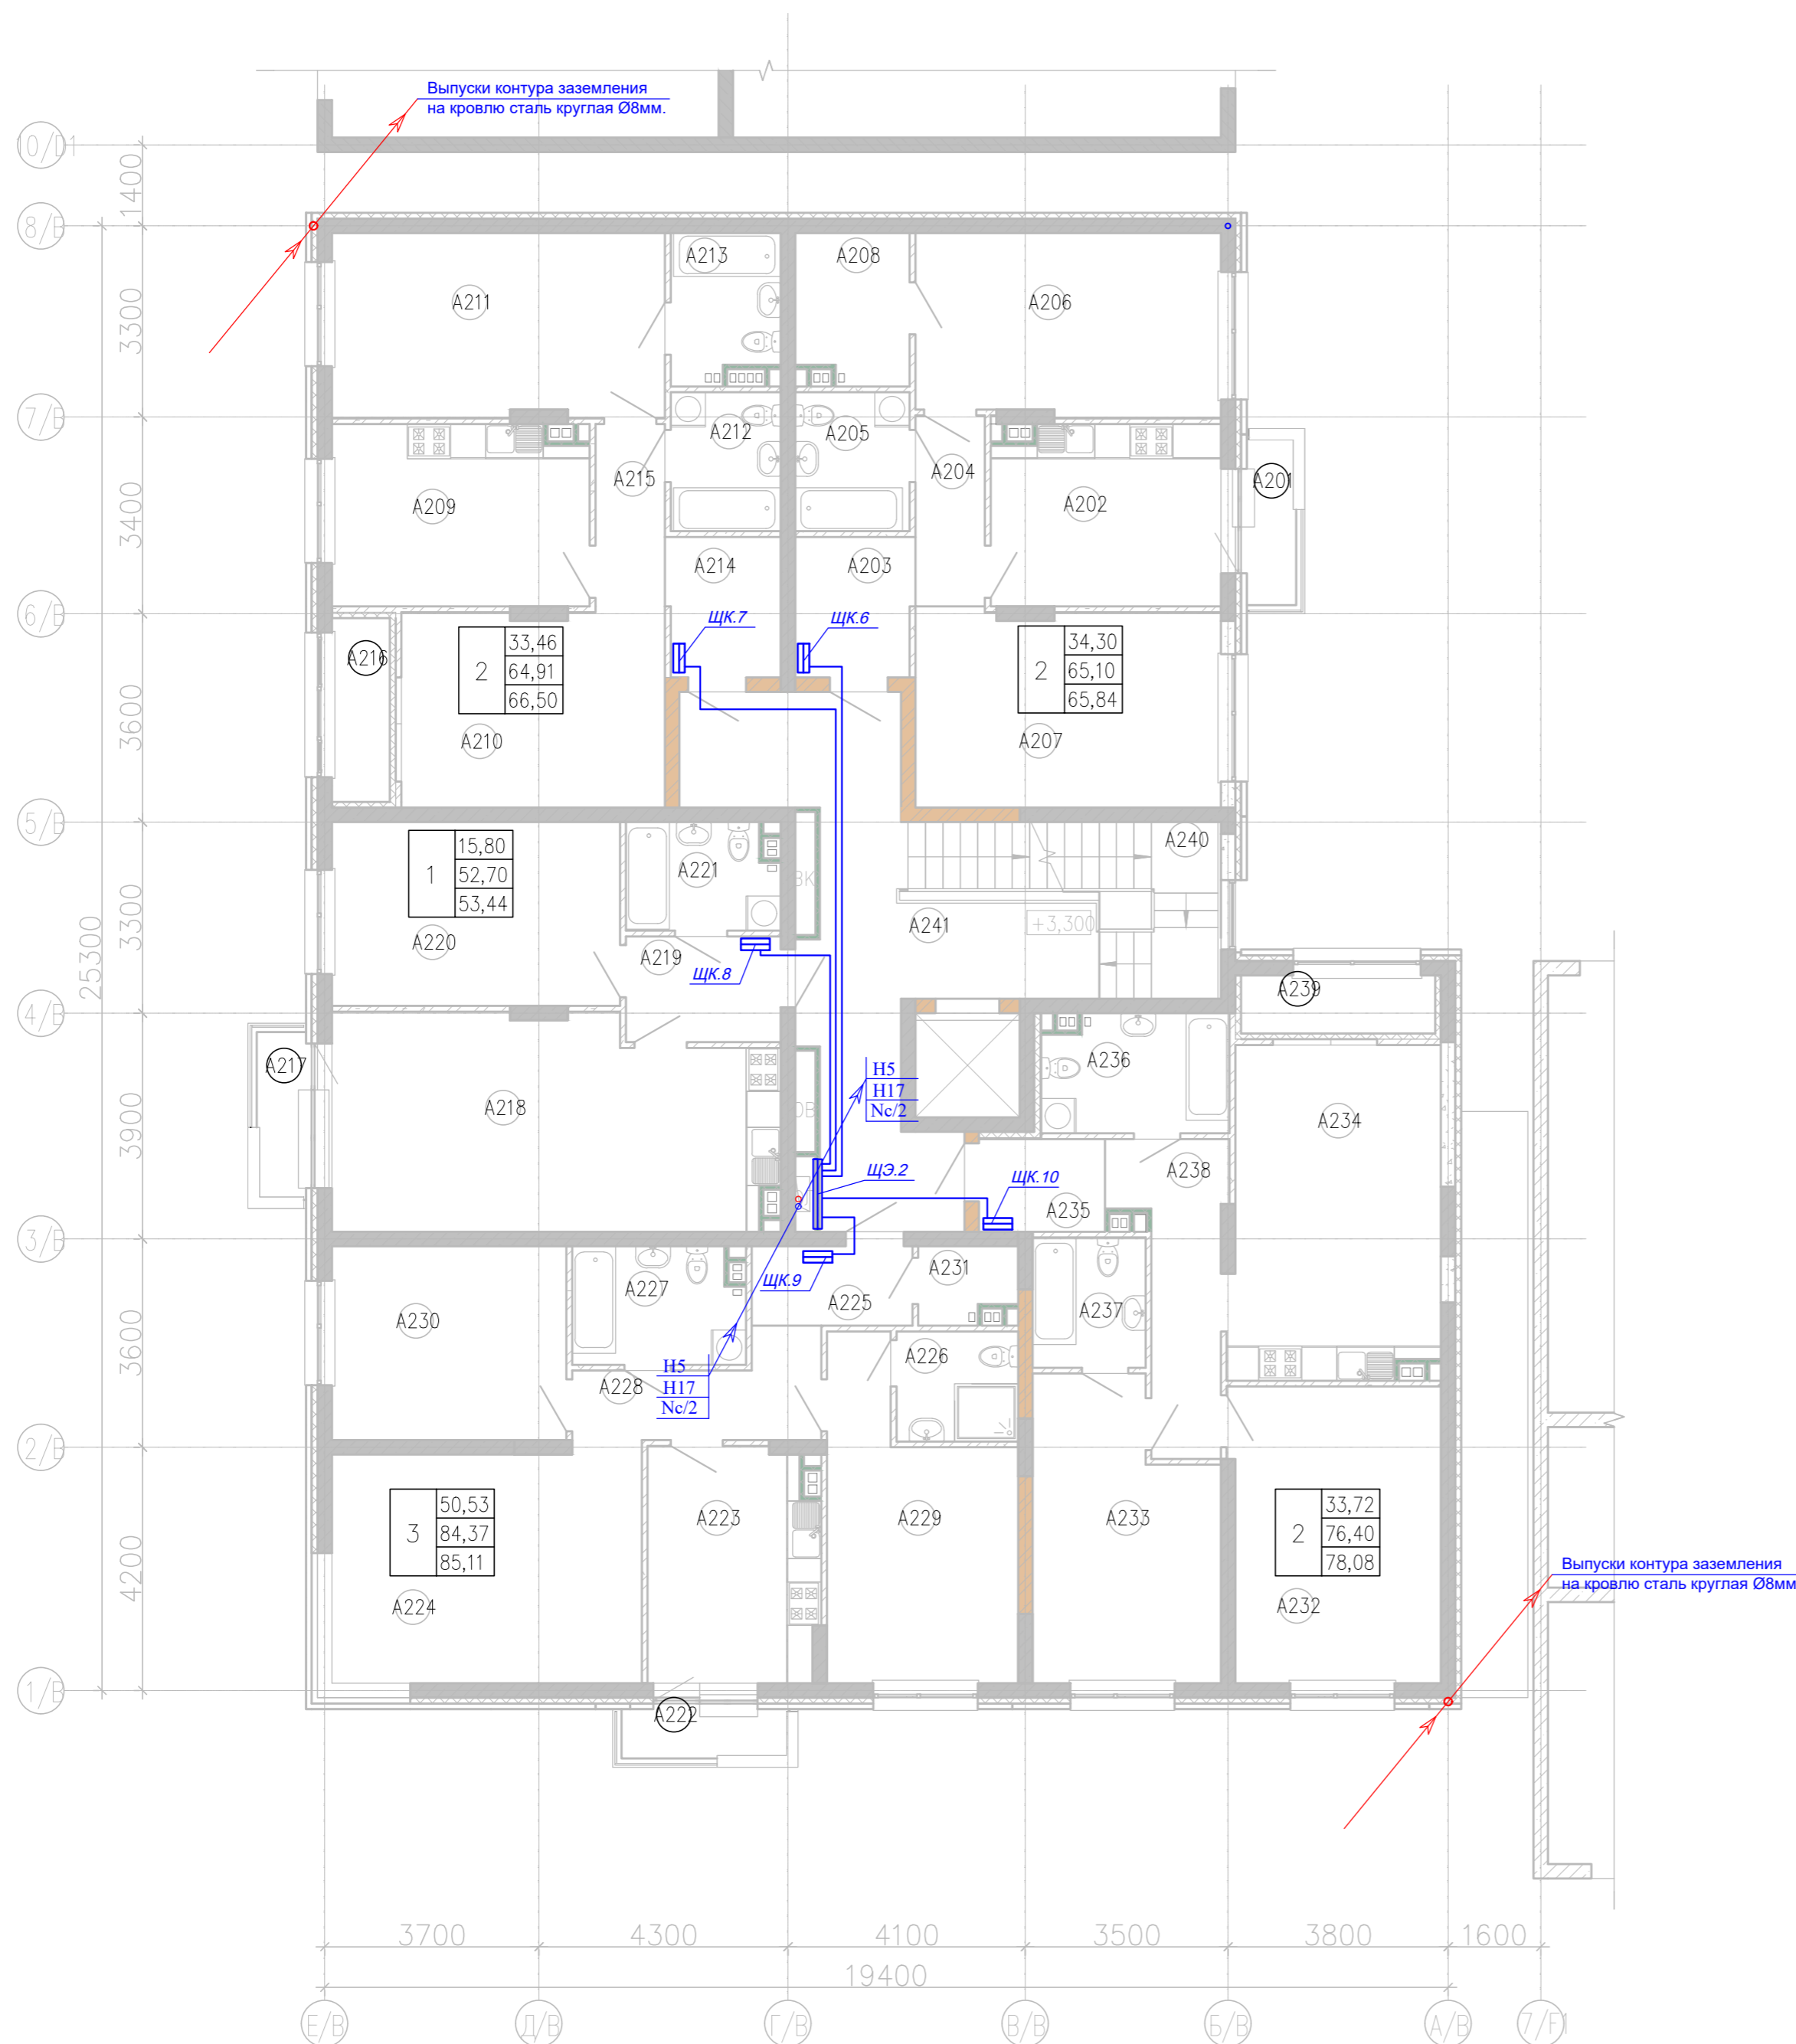 Выпуски контура заземления
на кровлю сталь круглая Ø8мм.
10/D1
1400
8/В
А213
А208
А211
А206
3300
7/В
А212
А205
А215
А204
А201
А209
А202
3400
А214
А203
6/В
ЩК.7
ЩК.6
А216
2
33,46
64,91
66,50
2
34,30
65,10
65,84
3600
А210
А207
5/В
А240
1
15,80
52,70
53,44
А221
ВК
А241
+3,300
3300
25300
А220
А219
ЩК.8
А239
4/В
А217
А236
Н5
Н17
Nc/2
А218
ОВ
А234
3900
ЩЭ.2
ЩК.10
А238
А235
3/В
А231
ЩК.9
А227
А225
А237
А230
3600
А226
Н5
Н17
Nc/2
А228
2/В
3
50,53
84,37
85,11
А223
А229
А233
2
33,72
76,40
78,08
4200
Выпуски контура заземления
на кровлю сталь круглая Ø8мм
А224
А232
1/В
А222
3700
4300
4100
3500
3800
1600
19400
Е/В
Д/В
Г/В
В/В
Б/В
А/В
7/F1